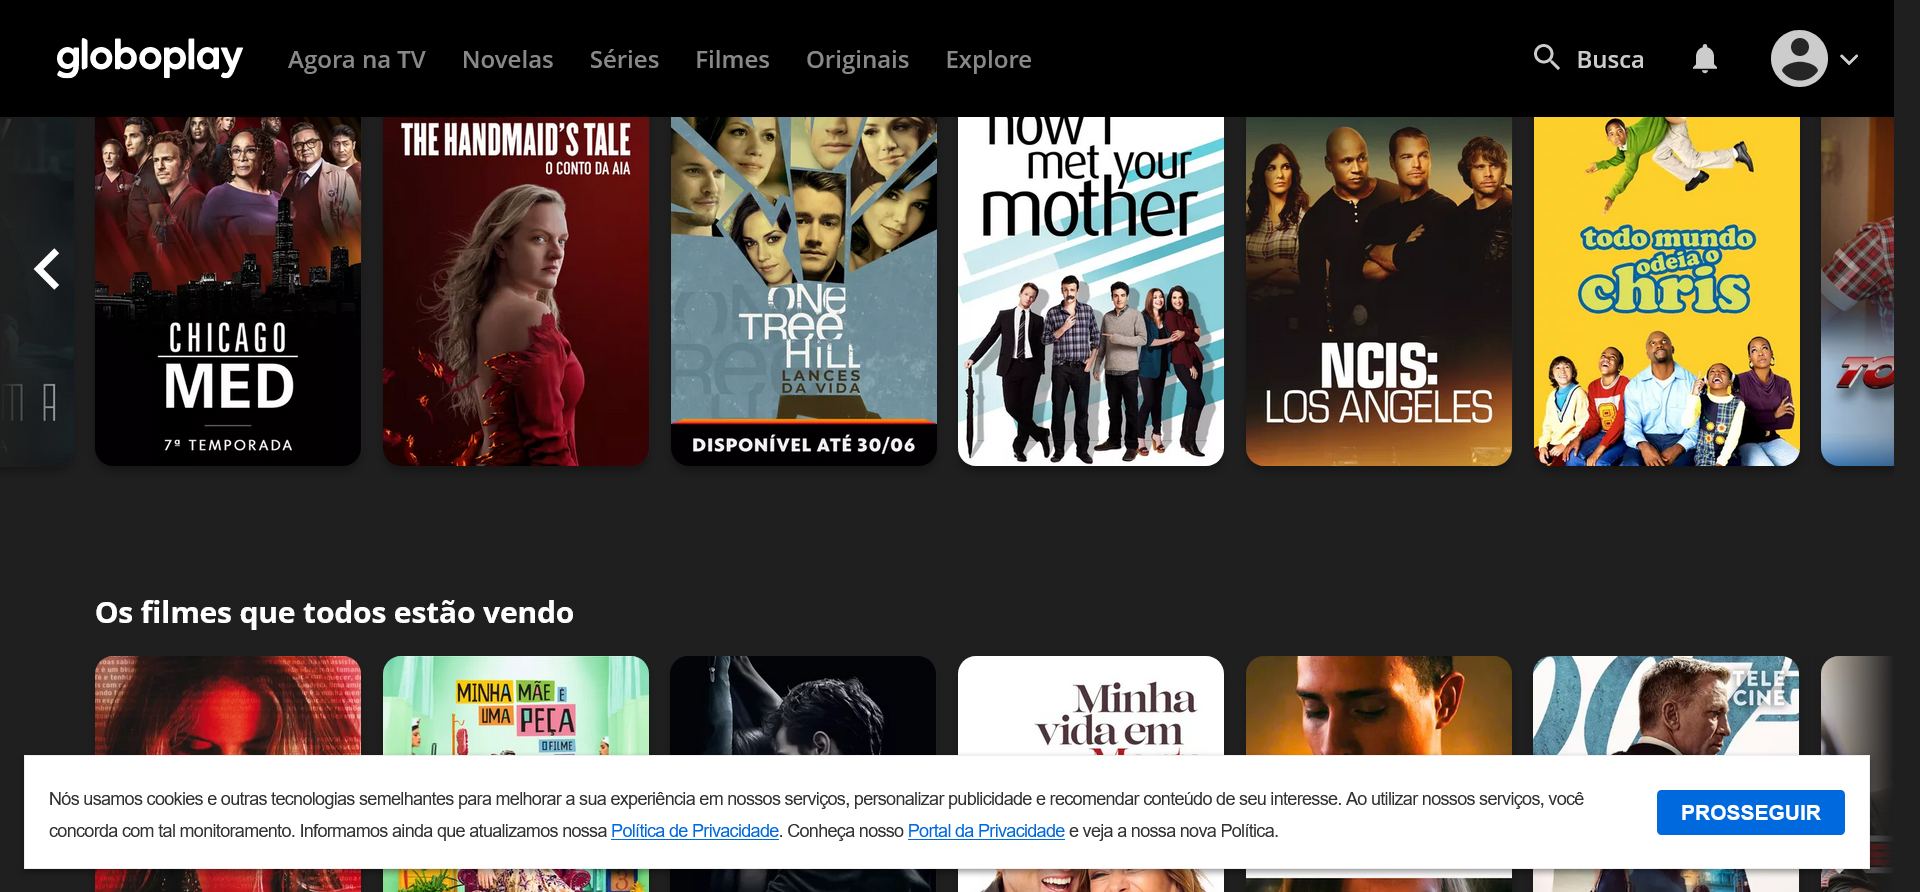 globoplay
Agora na TV
Novelas
Séries
Filmes
Originais
Explore
Busca
M A
CHICAGO
MED
7ª TEMPORADA
THE HANDMAID'S TALE
O CONTO DA AIA
ONE
TREE
HILL
LANCES
DA VIDA
DISPONÍVEL ATÉ 30/06
how i
met your
mother
NCIS:
LOS ANGELES
todo mundo
odeia o
chris
TO
Os filmes que todos estão vendo
MINHA MÃE É
UMA PEÇA
O FILME
Minha
vida em
TELE
CINE
007
Nós usamos cookies e outras tecnologias semelhantes para melhorar a sua experiência em nossos serviços, personalizar publicidade e recomendar conteúdo de seu interesse. Ao utilizar nossos serviços, você
concorda com tal monitoramento. Informamos ainda que atualizamos nossa Política de Privacidade. Conheça nosso Portal da Privacidade e veja a nossa nova Política.
PROSSEGUIR